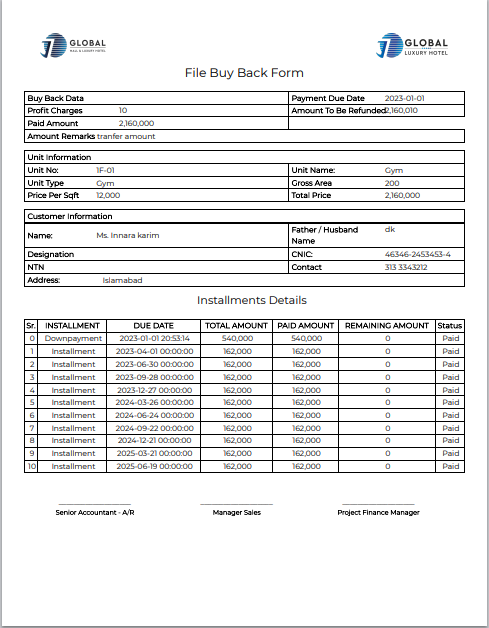 GLOBAL
MALL & LUXURY HOTEL
GLOBAL
LUXURY HOTEL
File Buy Back Form
Buy Back Data Payment Due Date 2023-01-01
Profit Charges 10 Amount To Be Refunded 2,160,010
Paid Amount 2,160,000
Amount Remarks tranfer amount
Unit Information
Unit No: 1F-01 Unit Name: Gym
Unit Type Gym Gross Area 200
Price Per Sqft 12,000 Total Price 2,160,000
Customer Information
Name: Ms. Innara karim Father / Husband Name dk
Designation CNIC: 46346-2453453-4
NTN Contact 313 3343212
Address: Islamabad
Installments Details
Sr. INSTALLMENT DUE DATE TOTAL AMOUNT PAID AMOUNT REMAINING AMOUNT Status
0 Downpayment 2023-01-01 20:53:14 540,000 540,000 0 Paid
1 Installment 2023-04-01 00:00:00 162,000 162,000 0 Paid
2 Installment 2023-06-30 00:00:00 162,000 162,000 0 Paid
3 Installment 2023-09-28 00:00:00 162,000 162,000 0 Paid
4 Installment 2023-12-27 00:00:00 162,000 162,000 0 Paid
5 Installment 2024-03-26 00:00:00 162,000 162,000 0 Paid
6 Installment 2024-06-24 00:00:00 162,000 162,000 0 Paid
7 Installment 2024-09-22 00:00:00 162,000 162,000 0 Paid
8 Installment 2024-12-21 00:00:00 162,000 162,000 0 Paid
9 Installment 2025-03-21 00:00:00 162,000 162,000 0 Paid
10 Installment 2025-06-19 00:00:00 162,000 162,000 0 Paid
Senior Accountant - A/R Manager Sales Project Finance Manager